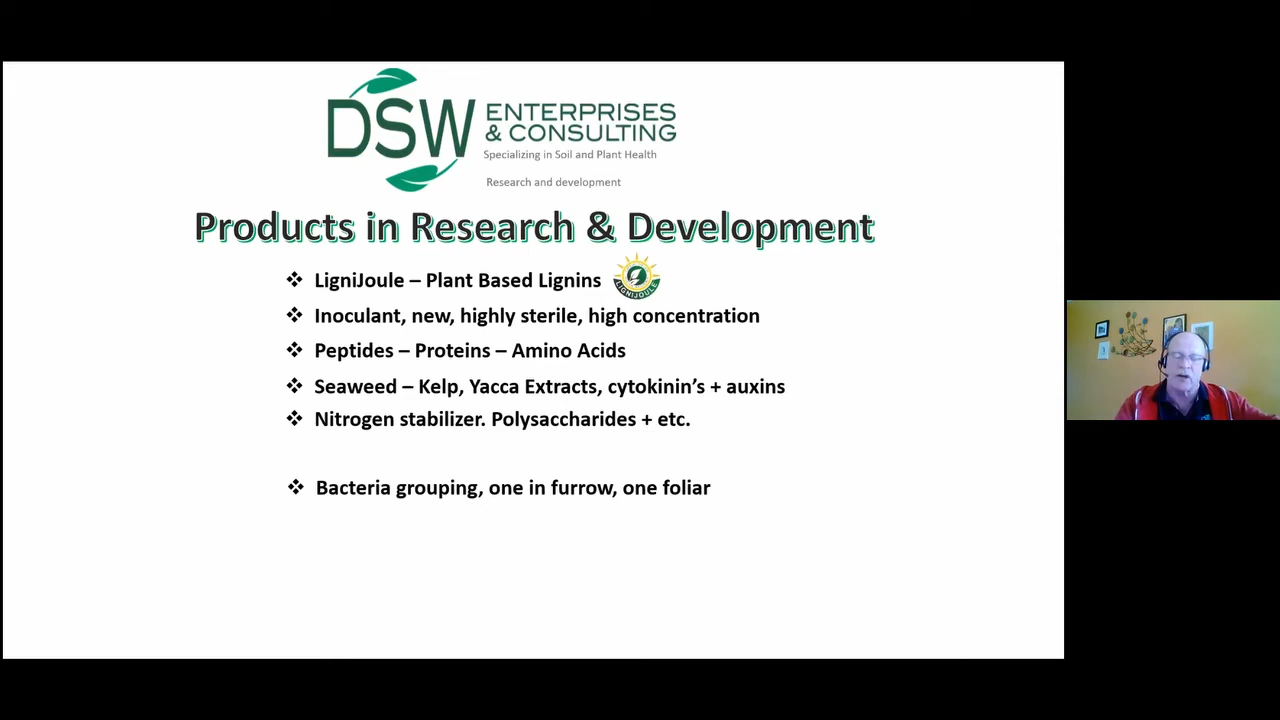 DSW ENTERPRISES
& CONSULTING
Specializing in Soil and Plant Health
Research and development
Products in Research & Development
❖ LigniJoule – Plant Based Lignins
LIGNIJOULE
❖ Inoculant, new, highly sterile, high concentration
❖ Peptides – Proteins – Amino Acids
❖ Seaweed – Kelp, Yacca Extracts, cytokinin's + auxins
❖ Nitrogen stabilizer. Polysaccharides + etc.
❖ Bacteria grouping, one in furrow, one foliar